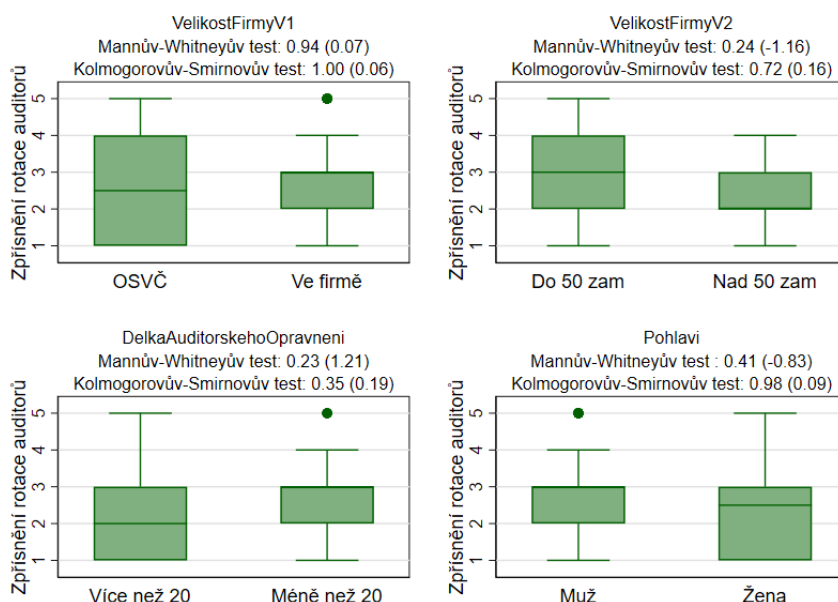 VelikostFirmyV1
Mannův-Whitneyův test: 0.94 (0.07)
Kolmogorovův-Smirnovův test: 1.00 (0.06)
Zpřísnění rotace auditorů
5
4
3
2
1
OSVČ Ve firmě
VelikostFirmyV2
Mannův-Whitneyův test: 0.24 (-1.16)
Kolmogorovův-Smirnovův test: 0.72 (0.16)
Zpřísnění rotace auditorů
5
4
3
2
1
Do 50 zam Nad 50 zam
DelkaAuditorskehoOpravneni
Mannův-Whitneyův test: 0.23 (1.21)
Kolmogorovův-Smirnovův test: 0.35 (0.19)
Zpřísnění rotace auditorů
5
4
3
2
1
Více než 20 Méně než 20
Pohlavi
Mannův-Whitneyův test : 0.41 (-0.83)
Kolmogorovův-Smirnovův test: 0.98 (0.09)
Zpřísnění rotace auditorů
5
4
3
2
1
Muž Žena